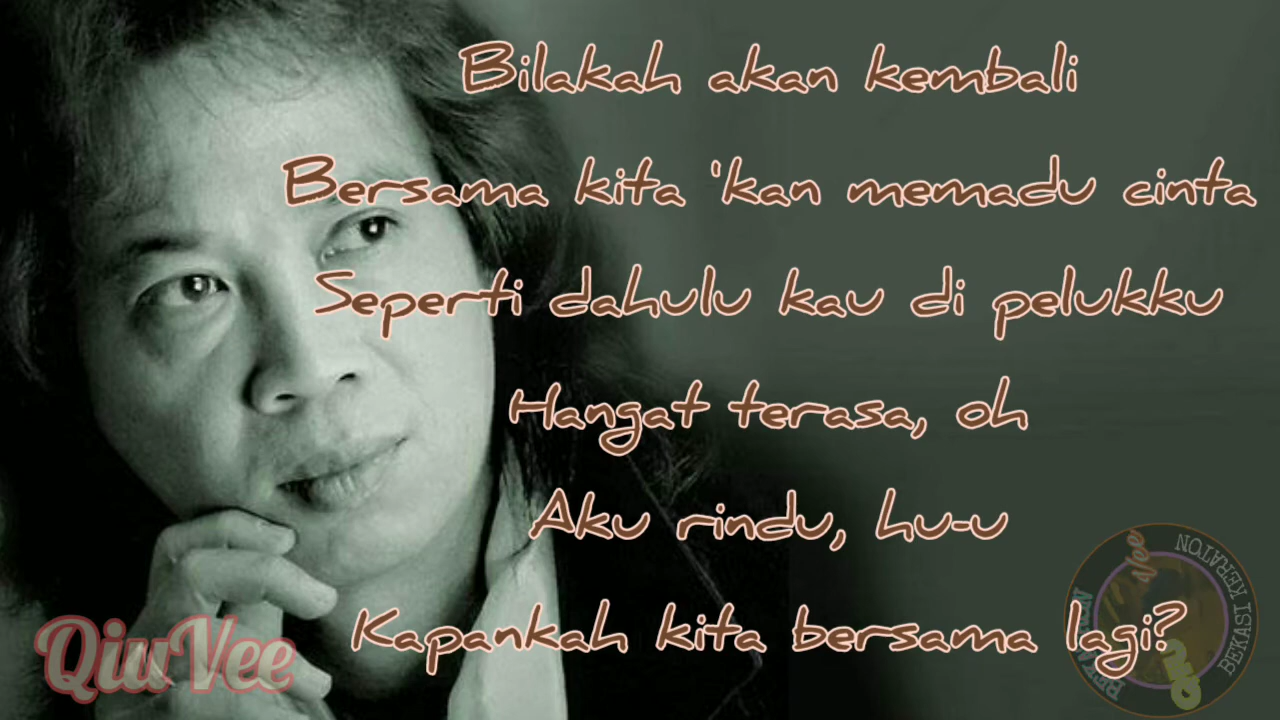 Bilakah akan kembali
Bersama kita 'kan memadu cinta
Seperti dahulu kau di pelukku
Hangat terasa, oh
Aku rindu, hu-u
Kapankah kita bersama lagi?
QiuVee
BEKASI KERATON